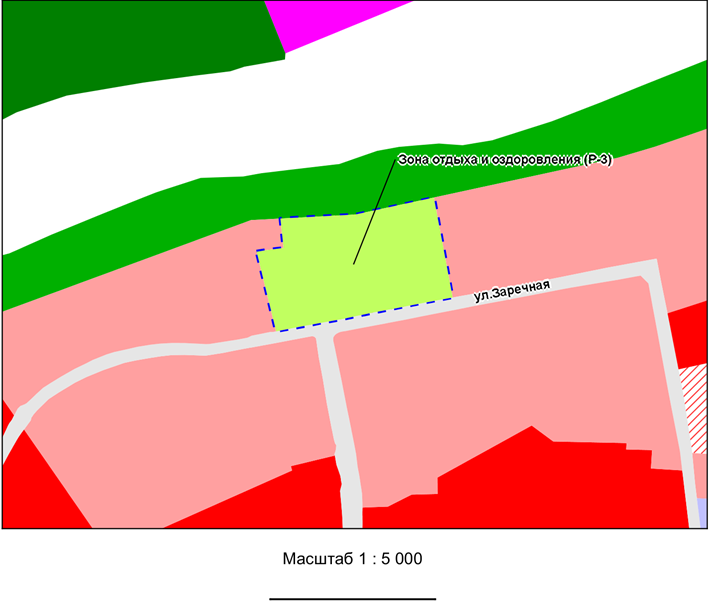 Зона отдыха и оздоровления (Р-3)
ул.Заречная
Масштаб 1 : 5 000